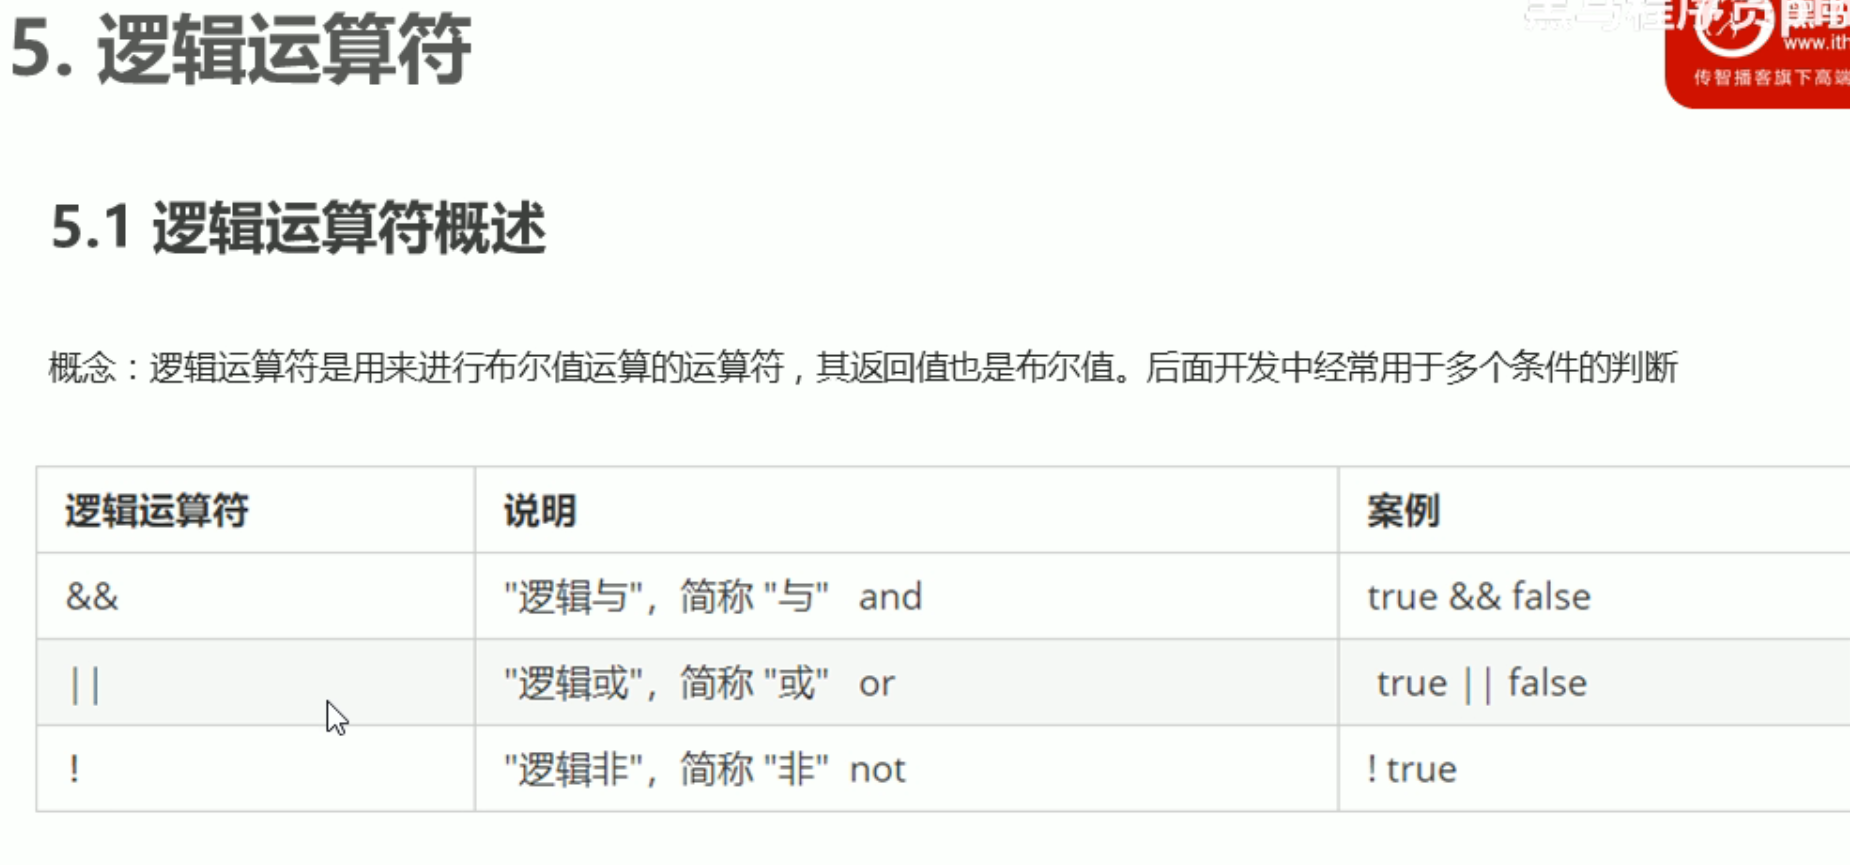 5. 逻辑运算符
www.ith
传智播客旗下高端
5.1 逻辑运算符概述
概念：逻辑运算符是用来进行布尔值运算的运算符，其返回值也是布尔值。后面开发中经常用于多个条件的判断
逻辑运算符 说明 案例
&& "逻辑与"，简称 "与" and true && false
|| "逻辑或"，简称 "或" or true || false
! "逻辑非"，简称 "非" not ! true